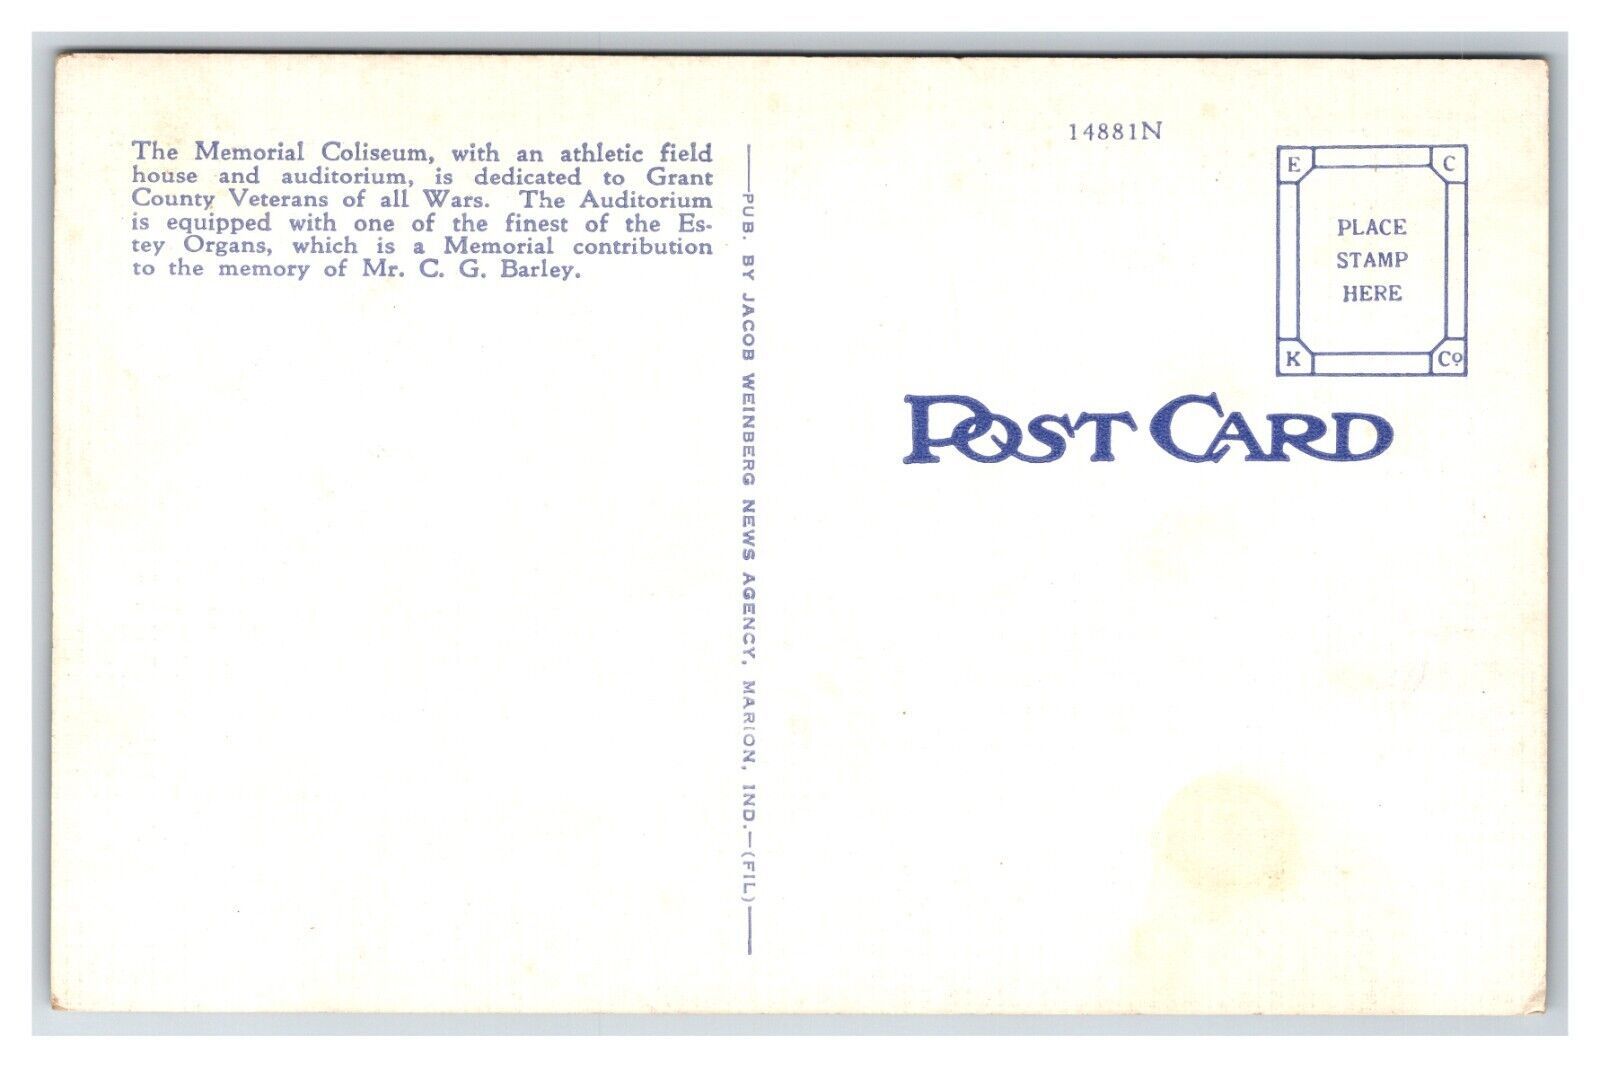 The Memorial Coliseum, with an athletic field
house and auditorium, is dedicated to Grant
County Veterans of all Wars. The Auditorium
is equipped with one of the finest of the Es-
tey Organs, which is a Memorial contribution
to the memory of Mr. C. G. Barley.
PUB. BY JACOB WEINBERG NEWS AGENCY, MARION, IND.—(FIL)
14881N
E C
PLACE
STAMP
HERE
K Co
POST CARD